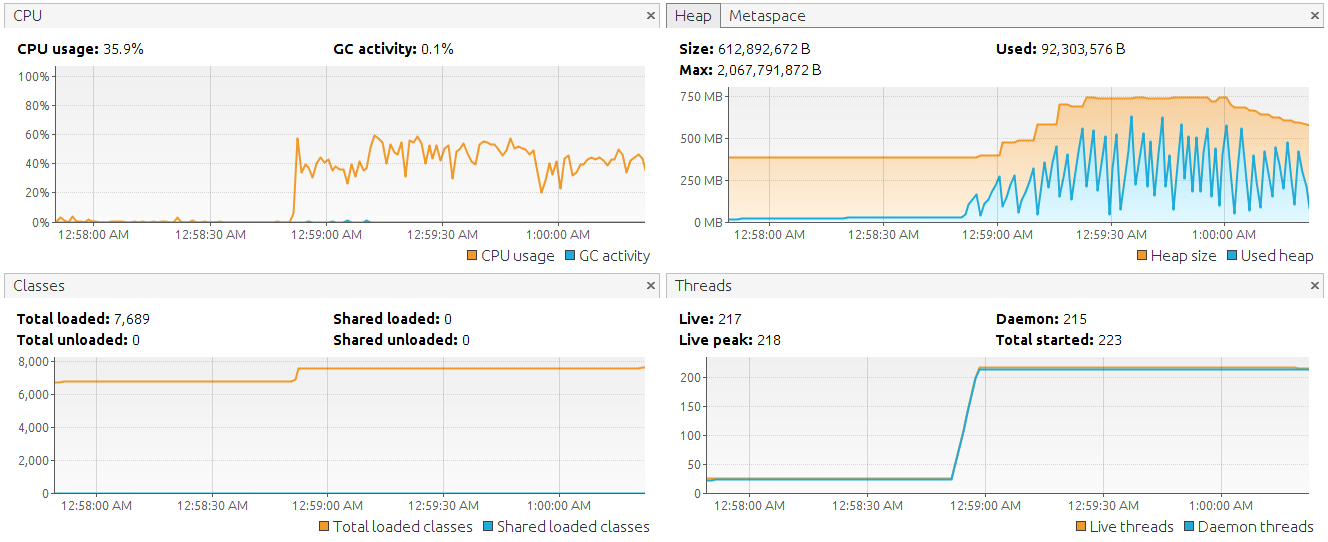 CPU ×
CPU usage: 35.9% GC activity: 0.1%
100%
80%
60%
40%
20%
0%
12:58:00 AM 12:58:30 AM 12:59:00 AM 12:59:30 AM 1:00:00 AM
CPU usage GC activity
Heap Metaspace ×
Size: 612,892,672 B Used: 92,303,576 B
Max: 2,067,791,872 B
750 MB
500 MB
250 MB
0 MB
12:58:00 AM 12:58:30 AM 12:59:00 AM 12:59:30 AM 1:00:00 AM
Heap size Used heap
Classes ×
Total loaded: 7,689 Shared loaded: 0
Total unloaded: 0 Shared unloaded: 0
8,000
6,000
4,000
2,000
0
12:58:00 AM 12:58:30 AM 12:59:00 AM 12:59:30 AM 1:00:00 AM
Total loaded classes Shared loaded classes
Threads ×
Live: 217 Daemon: 215
Live peak: 218 Total started: 223
200
150
100
50
0
12:58:00 AM 12:58:30 AM 12:59:00 AM 12:59:30 AM 1:00:00 AM
Live threads Daemon threads